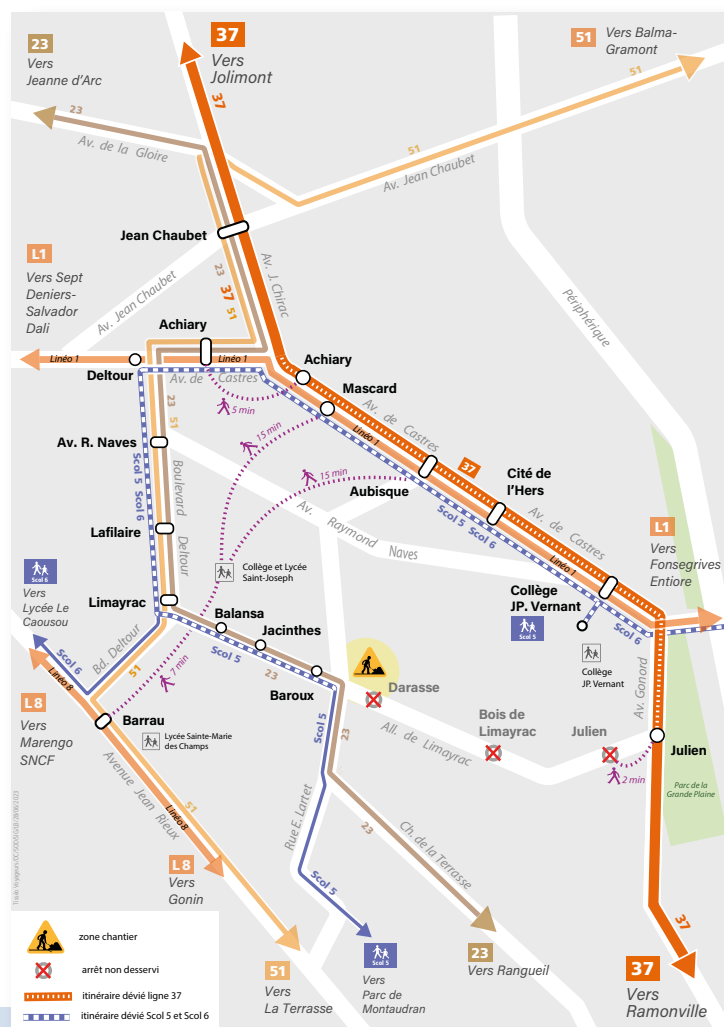 23
Vers
Jeanne d'Arc
37
Vers
Jolimont
51
Vers Balma-
Gramont
51
23
37
Av. de la Gloire
51
Av. Jean Chaubet
Jean Chaubet
L1
Vers Sept
Deniers-
Salvador
Dali
Av. Jean Chaubet
23
37
51
Av. J. Chirac
Périphérique
Achiary
Linéo 1
Linéo 1
Achiary
Deltour
Av. de Castres
Mascard
5 min
23
51
Av. de Castres
Linéo 1
15 min
Av. R. Naves
37
15 min
Cité de
l'Hers
Aubisque
Scol 5 Scol 6
Boulevard Deltour
Scol 5 Scol 6
Av. de Castres
Av. Raymond Naves
Lafilaire
L1
Vers
Fonsegrives
Entiore
Linéo 1
Scol 6
Vers
Lycée Le
Caousou
Collège et Lycée
Saint-Joseph
Limayrac
Balansa
Collège
JP. Vernant
Scol 5
Scol 6
Jacinthes
Scol 5
23
Bd. Deltour
Scol 6
Linéo 8
51
7 min
Collège
JP. Vernant
Av. Gonord
Baroux
Darasse
L8
Vers
Marengo
SNCF
Barrau
Lycée Sainte-Marie
des Champs
Scol 5
23
Bois de
Limayrac
Julien
Julien
All. de Limayrac
2 min
Avenue Jean Rieux
Linéo 8
51
Parc de la
Grande Plaine
Rue E. Lartet
23
Ch. de la Terrasse
L8
Vers
Gonin
Scol 5
37
zone chantier
arrêt non desservi
itinéraire dévié ligne 37
itinéraire dévié Scol 5 et Scol 6
51
Vers
La Terrasse
Scol 5
Vers
Parc de
Montaudran
23
Vers Rangueil
37
Vers
Ramonville